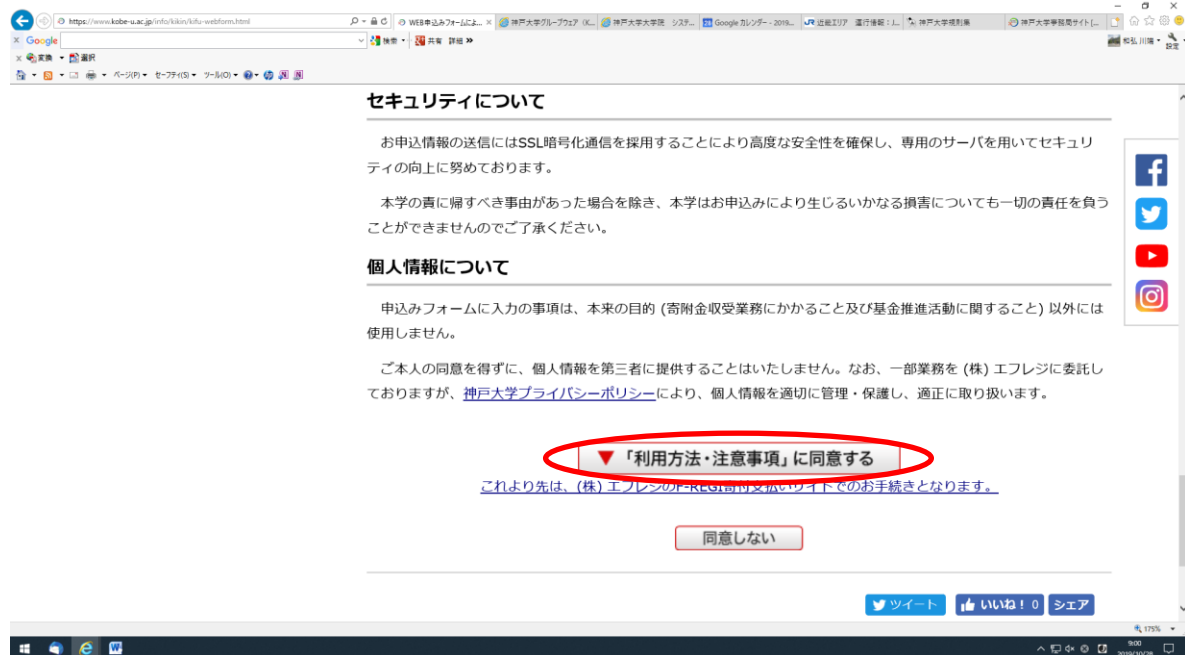 https://www.kobe-u.ac.jp/info/kikin/kifu-webform.html
WEB申込みフォームによ...
神戸大学グループウェア (K...
神戸大学大学院 システ...
Google カレンダー - 2019...
近畿エリア 運行情報：J...
神戸大学規則集
神戸大学事務局サイト[...
× Google
検索
共有 詳細 »
和弘 川端
設定
× 変換 選択
ページ(P) セーフティ(S) ツール(O)
セキュリティについて
お申込情報の送信にはSSL暗号化通信を採用することにより高度な安全性を確保し、専用のサーバを用いてセキュリ
ティの向上に努めております。
本学の責に帰すべき事由があった場合を除き、本学はお申込みにより生じるいかなる損害についても一切の責任を負う
ことができませんのでご了承ください。
個人情報について
申込みフォームに入力の事項は、本来の目的 (寄附金収受業務にかかること及び基金推進活動に関すること) 以外には
使用しません。
ご本人の同意を得ずに、個人情報を第三者に提供することはいたしません。なお、一部業務を (株) エフレジに委託し
ておりますが、神戸大学プライバシーポリシーにより、個人情報を適切に管理・保護し、適正に取り扱います。
▼「利用方法・注意事項」に同意する
これより先は、(株) エフレジのF-REGI寄付支払いサイトでのお手続きとなります。
同意しない
ツイート
いいね！ 0
シェア
175%
9:00
2019/10/28